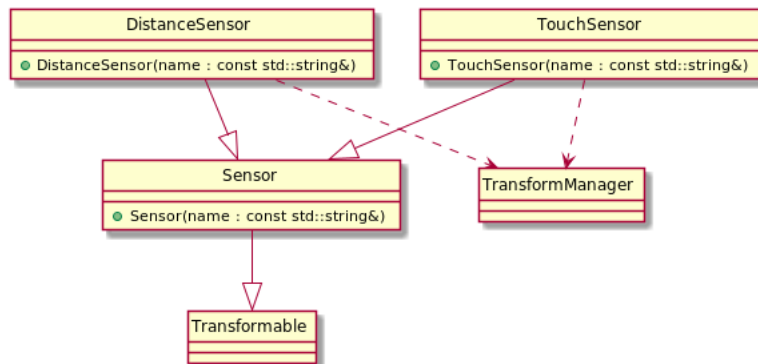 DistanceSensor
DistanceSensor(name : const std::string&)
TouchSensor
TouchSensor(name : const std::string&)
Sensor
Sensor(name : const std::string&)
TransformManager
Transformable